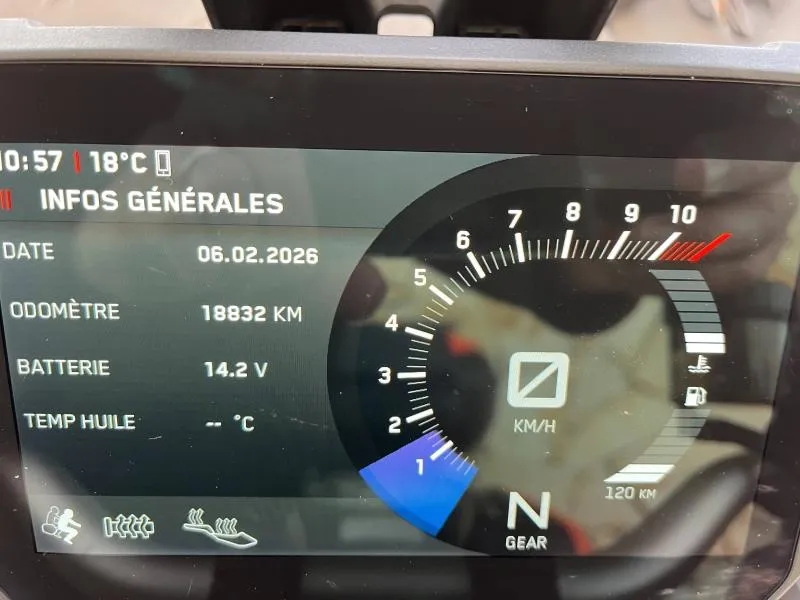 0:57 18°C
INFOS GÉNÉRALES
DATE 06.02.2026
ODOMÈTRE 18832 KM
BATTERIE 14.2 V
TEMP HUILE -- °C
1
2
3
4
5
6
7
8
9
10
0
KM/H
N
GEAR
120 KM